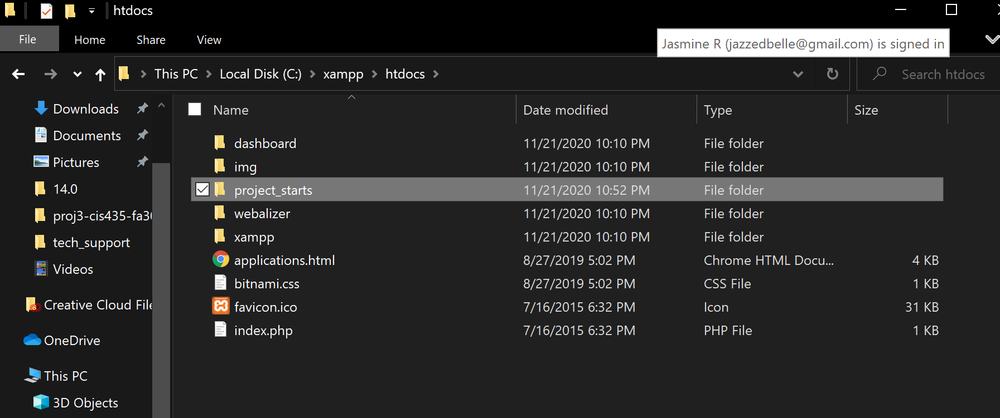 htdocs
File Home Share View
Jasmine R (jazzedbelle@gmail.com) is signed in
This PC Local Disk (C:) xampp htdocs
Search htdocs
Downloads
Documents
Pictures
14.0
proj3-cis435-fa30
tech_support
Videos
Creative Cloud File
OneDrive
This PC
3D Objects
Name Date modified Type Size
dashboard 11/21/2020 10:10 PM File folder
img 11/21/2020 10:10 PM File folder
project_starts 11/21/2020 10:52 PM File folder
webalizer 11/21/2020 10:10 PM File folder
xampp 11/21/2020 10:10 PM File folder
applications.html 8/27/2019 5:02 PM Chrome HTML Docu... 4 KB
bitnami.css 8/27/2019 5:02 PM CSS File 1 KB
favicon.ico 7/16/2015 6:32 PM Icon 31 KB
index.php 7/16/2015 6:32 PM PHP File 1 KB